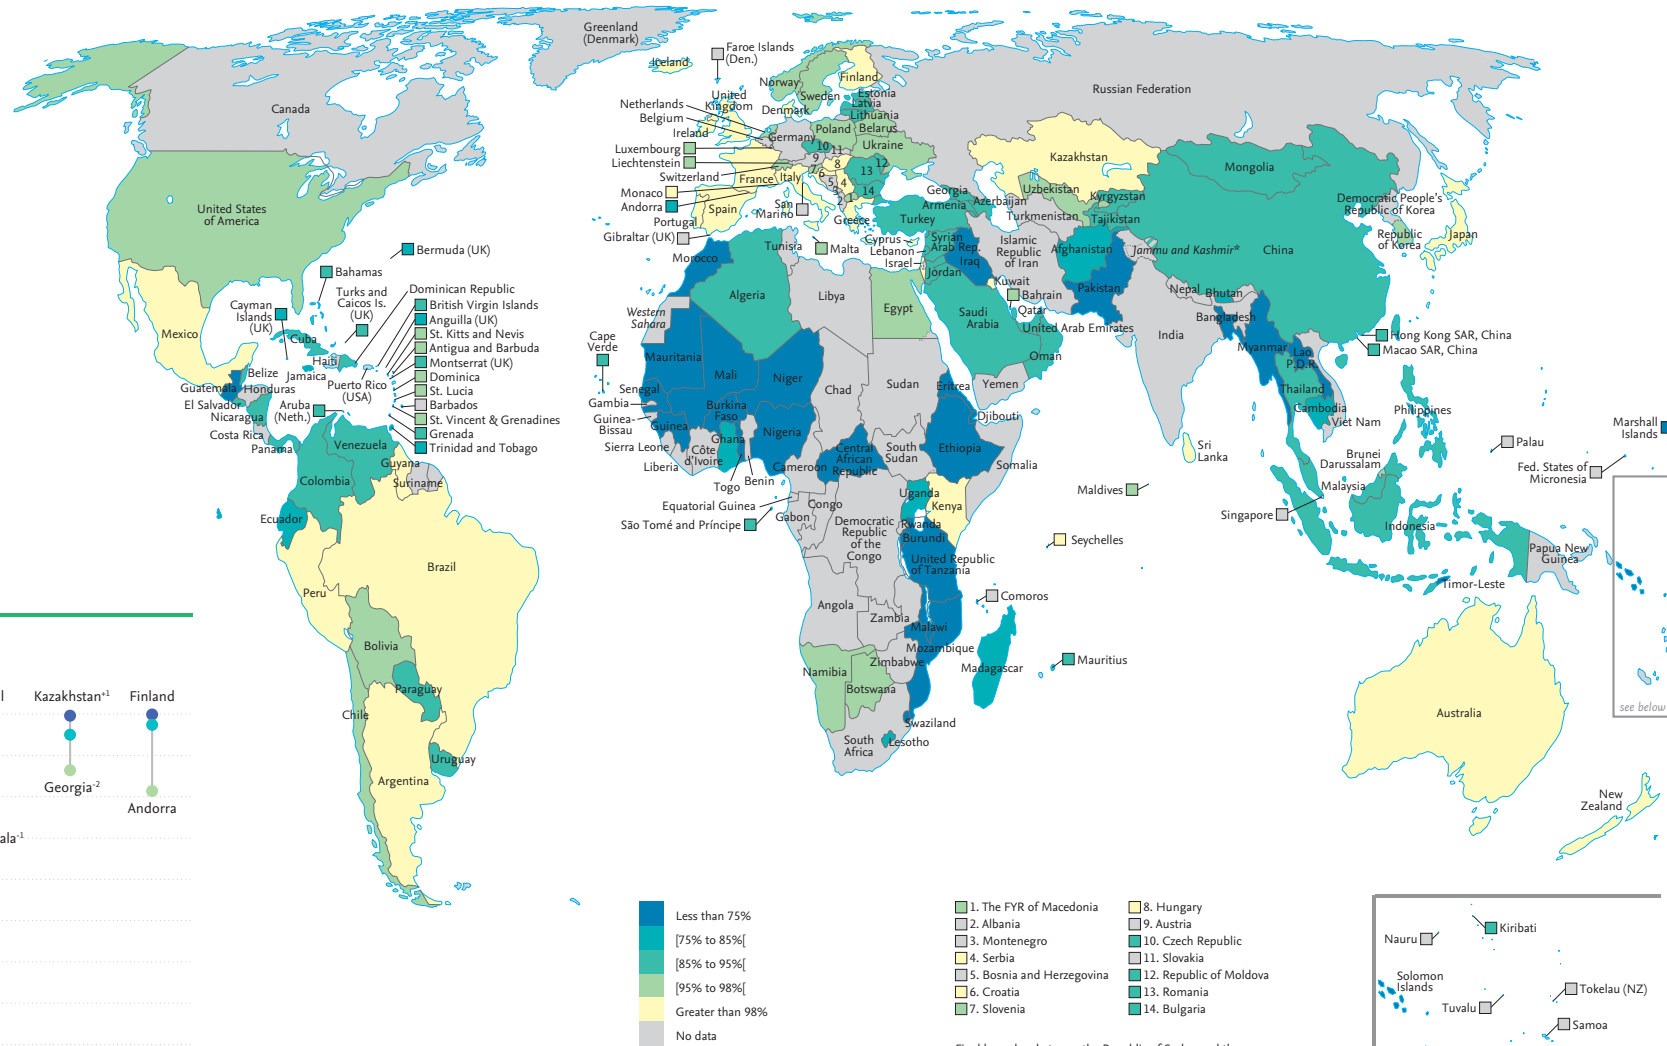 Greenland
(Denmark)
Faroe Islands
(Den.)
Iceland
Finland
Norway
Sweden
Estonia
Latvia
Lithuania
Russian Federation
Canada
United
Kingdom
Denmark
Netherlands
Belgium
Ireland
Luxembourg
Liechtenstein
Switzerland
Monaco
Andorra
Portugal
Gibraltar (UK)
Germany
Poland
Belarus
Ukraine
10
11
9
8
7
6
5
4
3
2
1
12
13
14
France
Italy
Spain
San
Marino
Greece
Malta
Kazakhstan
Mongolia
Uzbekistan
Kyrgyzstan
Georgia
Armenia
Azerbaijan
Turkmenistan
Tajikistan
Turkey
Democratic People's
Republic of Korea
Republic
of Korea
Japan
China
Jammu and Kashmir*
Cyprus
Lebanon
Israel
Syrian
Arab Rep.
Iraq
Jordan
Islamic
Republic
of Iran
Afghanistan
Pakistan
Nepal
Bhutan
Bangladesh
India
Myanmar
Lao
P.D.R.
Thailand
Cambodia
Viet Nam
Hong Kong SAR, China
Macao SAR, China
Philippines
Kuwait
Bahrain
Qatar
United Arab Emirates
Saudi
Arabia
Oman
Yemen
United States
of America
Bermuda (UK)
Bahamas
Turks and
Caicos Is.
(UK)
Cayman
Islands
(UK)
Cuba
Haiti
Jamaica
Dominican Republic
British Virgin Islands
Anguilla (UK)
St. Kitts and Nevis
Antigua and Barbuda
Montserrat (UK)
Dominica
St. Lucia
Barbados
St. Vincent & Grenadines
Grenada
Trinidad and Tobago
Puerto Rico
(USA)
Aruba
(Neth.)
Mexico
Belize
Guatemala
Honduras
El Salvador
Nicaragua
Costa Rica
Panama
Venezuela
Guyana
Suriname
Colombia
Ecuador
Brazil
Peru
Bolivia
Paraguay
Chile
Uruguay
Argentina
Morocco
Tunisia
Algeria
Libya
Egypt
Western
Sahara
Cape
Verde
Mauritania
Mali
Niger
Chad
Sudan
Eritrea
Djibouti
Senegal
Gambia
Guinea-
Bissau
Guinea
Sierra Leone
Liberia
Burkina
Faso
Côte
d'Ivoire
Ghana
Togo
Benin
Nigeria
Cameroon
Central
African
Republic
South
Sudan
Ethiopia
Somalia
Equatorial Guinea
São Tomé and Príncipe
Gabon
Congo
Democratic
Republic
of the
Congo
Uganda
Kenya
Rwanda
Burundi
United Republic
of Tanzania
Angola
Zambia
Malawi
Mozambique
Zimbabwe
Namibia
Botswana
Swaziland
Lesotho
South
Africa
Madagascar
Comoros
Seychelles
Mauritius
Maldives
Sri
Lanka
Brunei
Darussalam
Malaysia
Singapore
Indonesia
Timor-Leste
Papua New
Guinea
Palau
Fed. States of
Micronesia
Marshall
Islands
see below
Australia
New
Zealand
l
Kazakhstan+1
Finland
Georgia-2
Andorra
ala-1
Less than 75%
[75% to 85%[
[85% to 95%[
[95% to 98%[
Greater than 98%
No data
1. The FYR of Macedonia
2. Albania
3. Montenegro
4. Serbia
5. Bosnia and Herzegovina
6. Croatia
7. Slovenia
8. Hungary
9. Austria
10. Czech Republic
11. Slovakia
12. Republic of Moldova
13. Romania
14. Bulgaria
Nauru
Kiribati
Solomon
Islands
Tuvalu
Tokelau (NZ)
Samoa